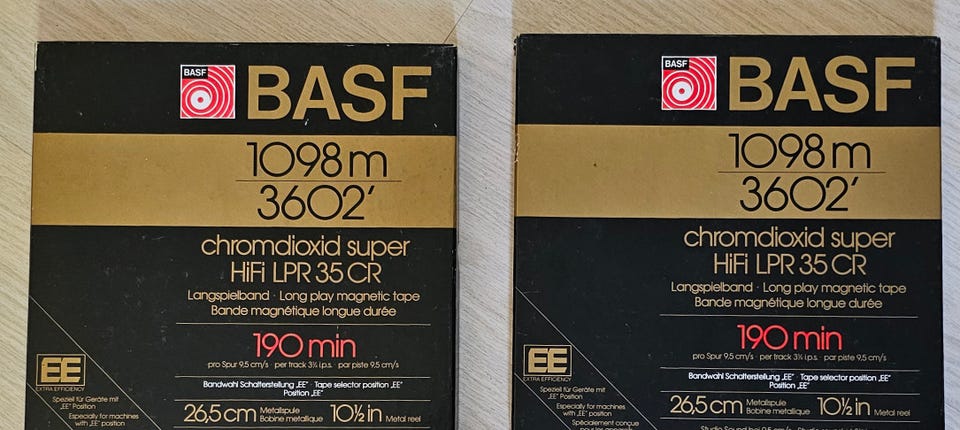 BASF
BASF
1098 m
3602'
chromdioxid super
HiFi LPR 35 CR
Langspielband · Long play magnetic tape
Bande magnétique longue durée
190 min
pro Spur 9,5 cm/s · per track 3¾ i.p.s. · par piste 9,5 cm/s
Bandwahl Schalterstellung „EE“ · Tape selector position „EE“
Position „EE“
EE
EXTRA EFFICIENCY
Speziell für Geräte mit
„EE“ Position
Especially for machines
with „EE“ position
26,5 cm Metallspule
Bobine métallique
10½ in Metal reel
BASF
BASF
1098 m
3602'
chromdioxid super
HiFi LPR 35 CR
Langspielband · Long play magnetic tape
Bande magnétique longue durée
190 min
pro Spur 9,5 cm/s · per track 3¾ i.p.s. · par piste 9,5 cm/s
Bandwahl Schalterstellung „EE“ · Tape selector position „EE“
Position „EE“
EE
EXTRA EFFICIENCY
Speziell für Geräte mit
„EE“ Position
Especially for machines
with „EE“ position
Spécialement conçue
26,5 cm Metallspule
Bobine métallique
10½ in Metal reel